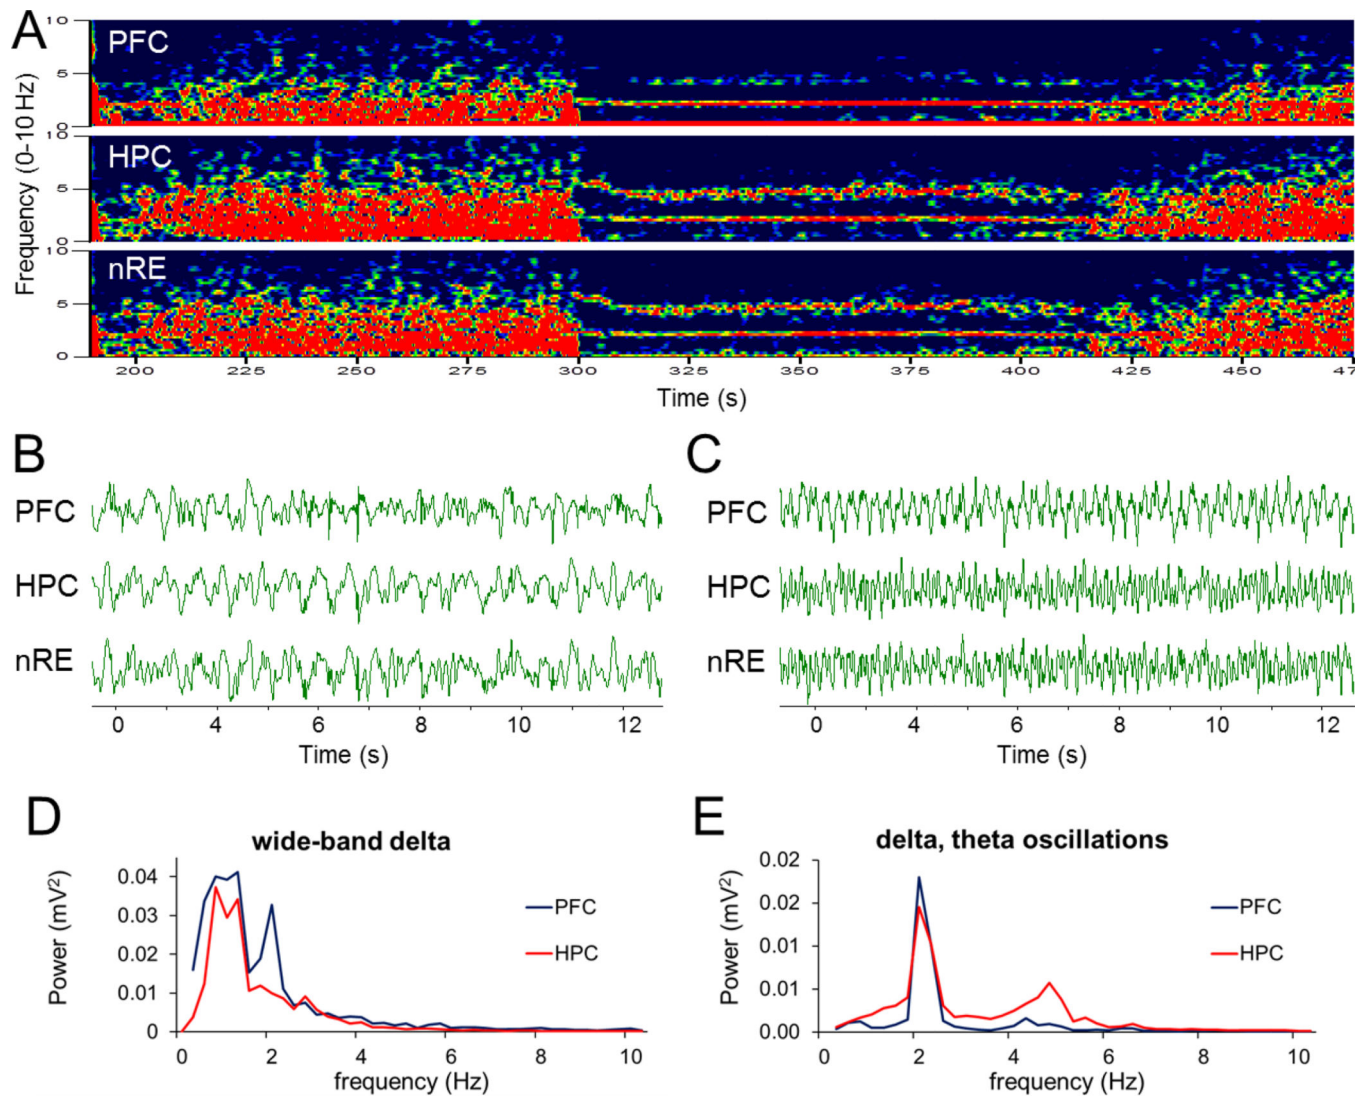 A
PFC
HPC
nRE
Frequency (0-10 Hz)
10
5
0
10
5
0
10
5
0
200 225 250 275 300 325 350 375 400 425 450 47
Time (s)
B
PFC
HPC
nRE
0 2 4 6 8 10 12
Time (s)
C
PFC
HPC
nRE
0 2 4 6 8 10 12
Time (s)
D
wide-band delta
Power (mV²)
0.04
0.03
0.02
0.01
0
PFC
HPC
0 2 4 6 8 10
frequency (Hz)
E
delta, theta oscillations
Power (mV²)
0.02
0.02
0.01
0.01
0.00
PFC
HPC
0 2 4 6 8 10
frequency (Hz)